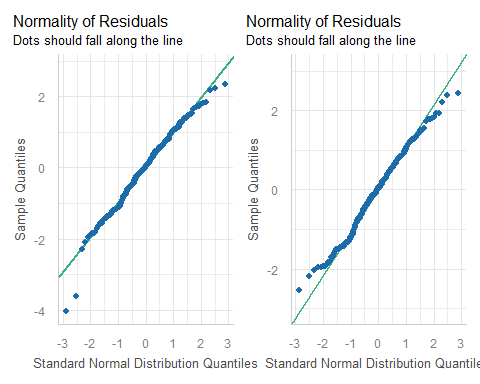 Normality of Residuals
Dots should fall along the line
Sample Quantiles
2
0
-2
-4
-3 -2 -1 0 1 2 3
Standard Normal Distribution Quantiles
Normality of Residuals
Dots should fall along the line
Sample Quantiles
2
0
-2
-3 -2 -1 0 1 2 3
Standard Normal Distribution Quantile